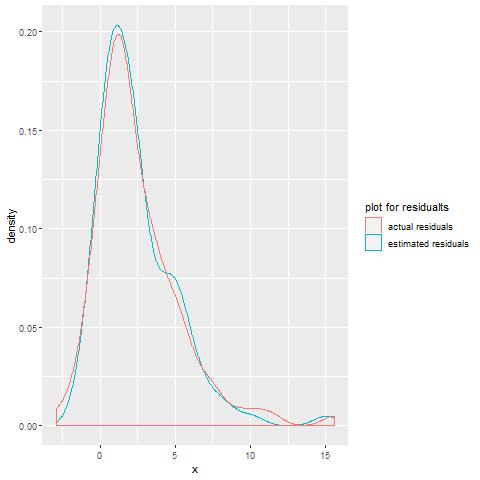 0.20
0.15
0.10
0.05
0.00
density
0
5
10
15
x
plot for residualts
actual residuals
estimated residuals